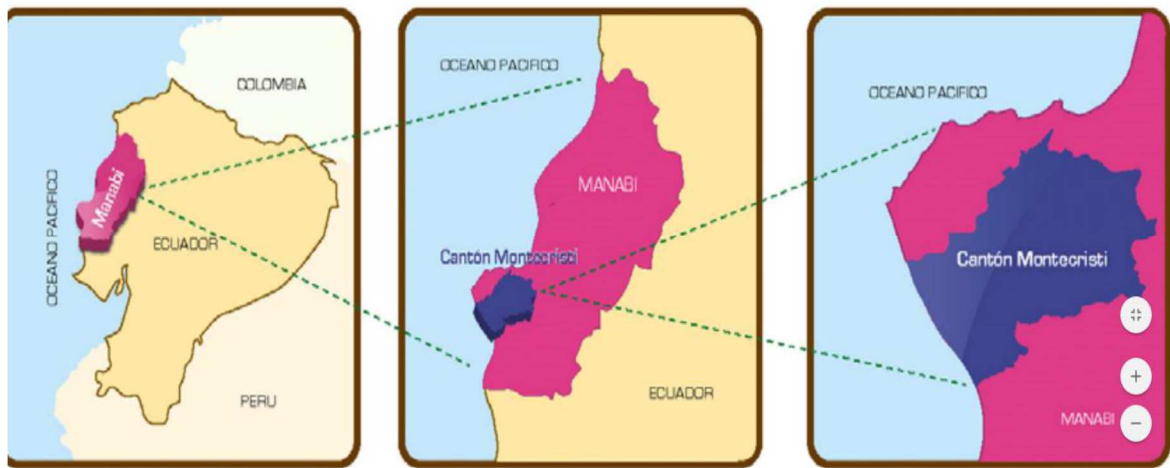 COLOMBIA
OCEANO PACIFICO
Manabi
ECUADOR
PERU
OCEANO PACIFICO
MANABI
Cantón Montecristi
ECUADOR
OCEANO PACIFICO
Cantón Montecristi
MANABI